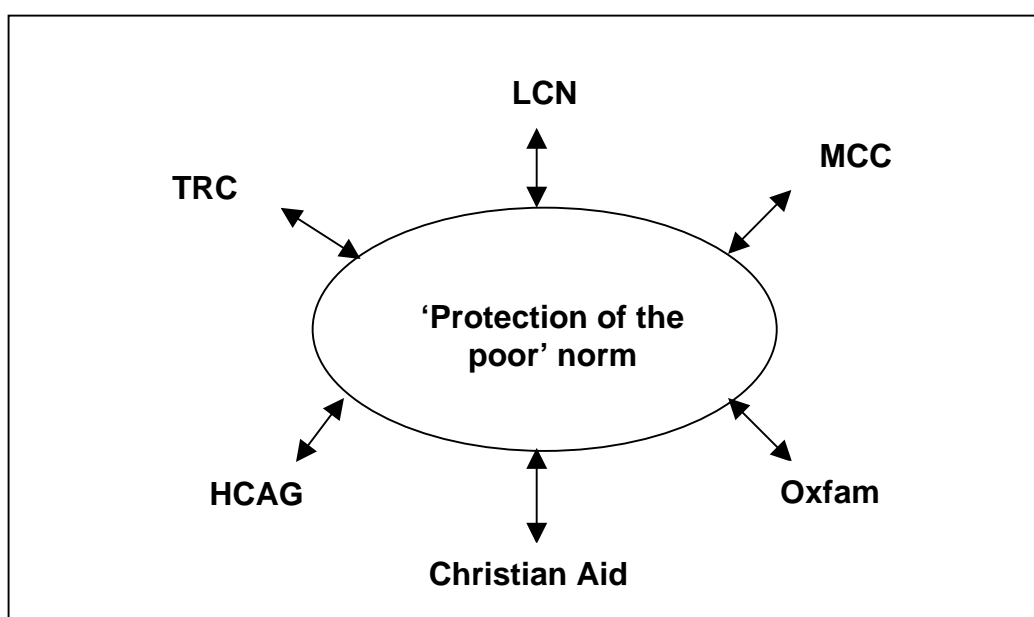 LCN
MCC
TRC
‘Protection of the
poor’ norm
HCAG
Oxfam
Christian Aid